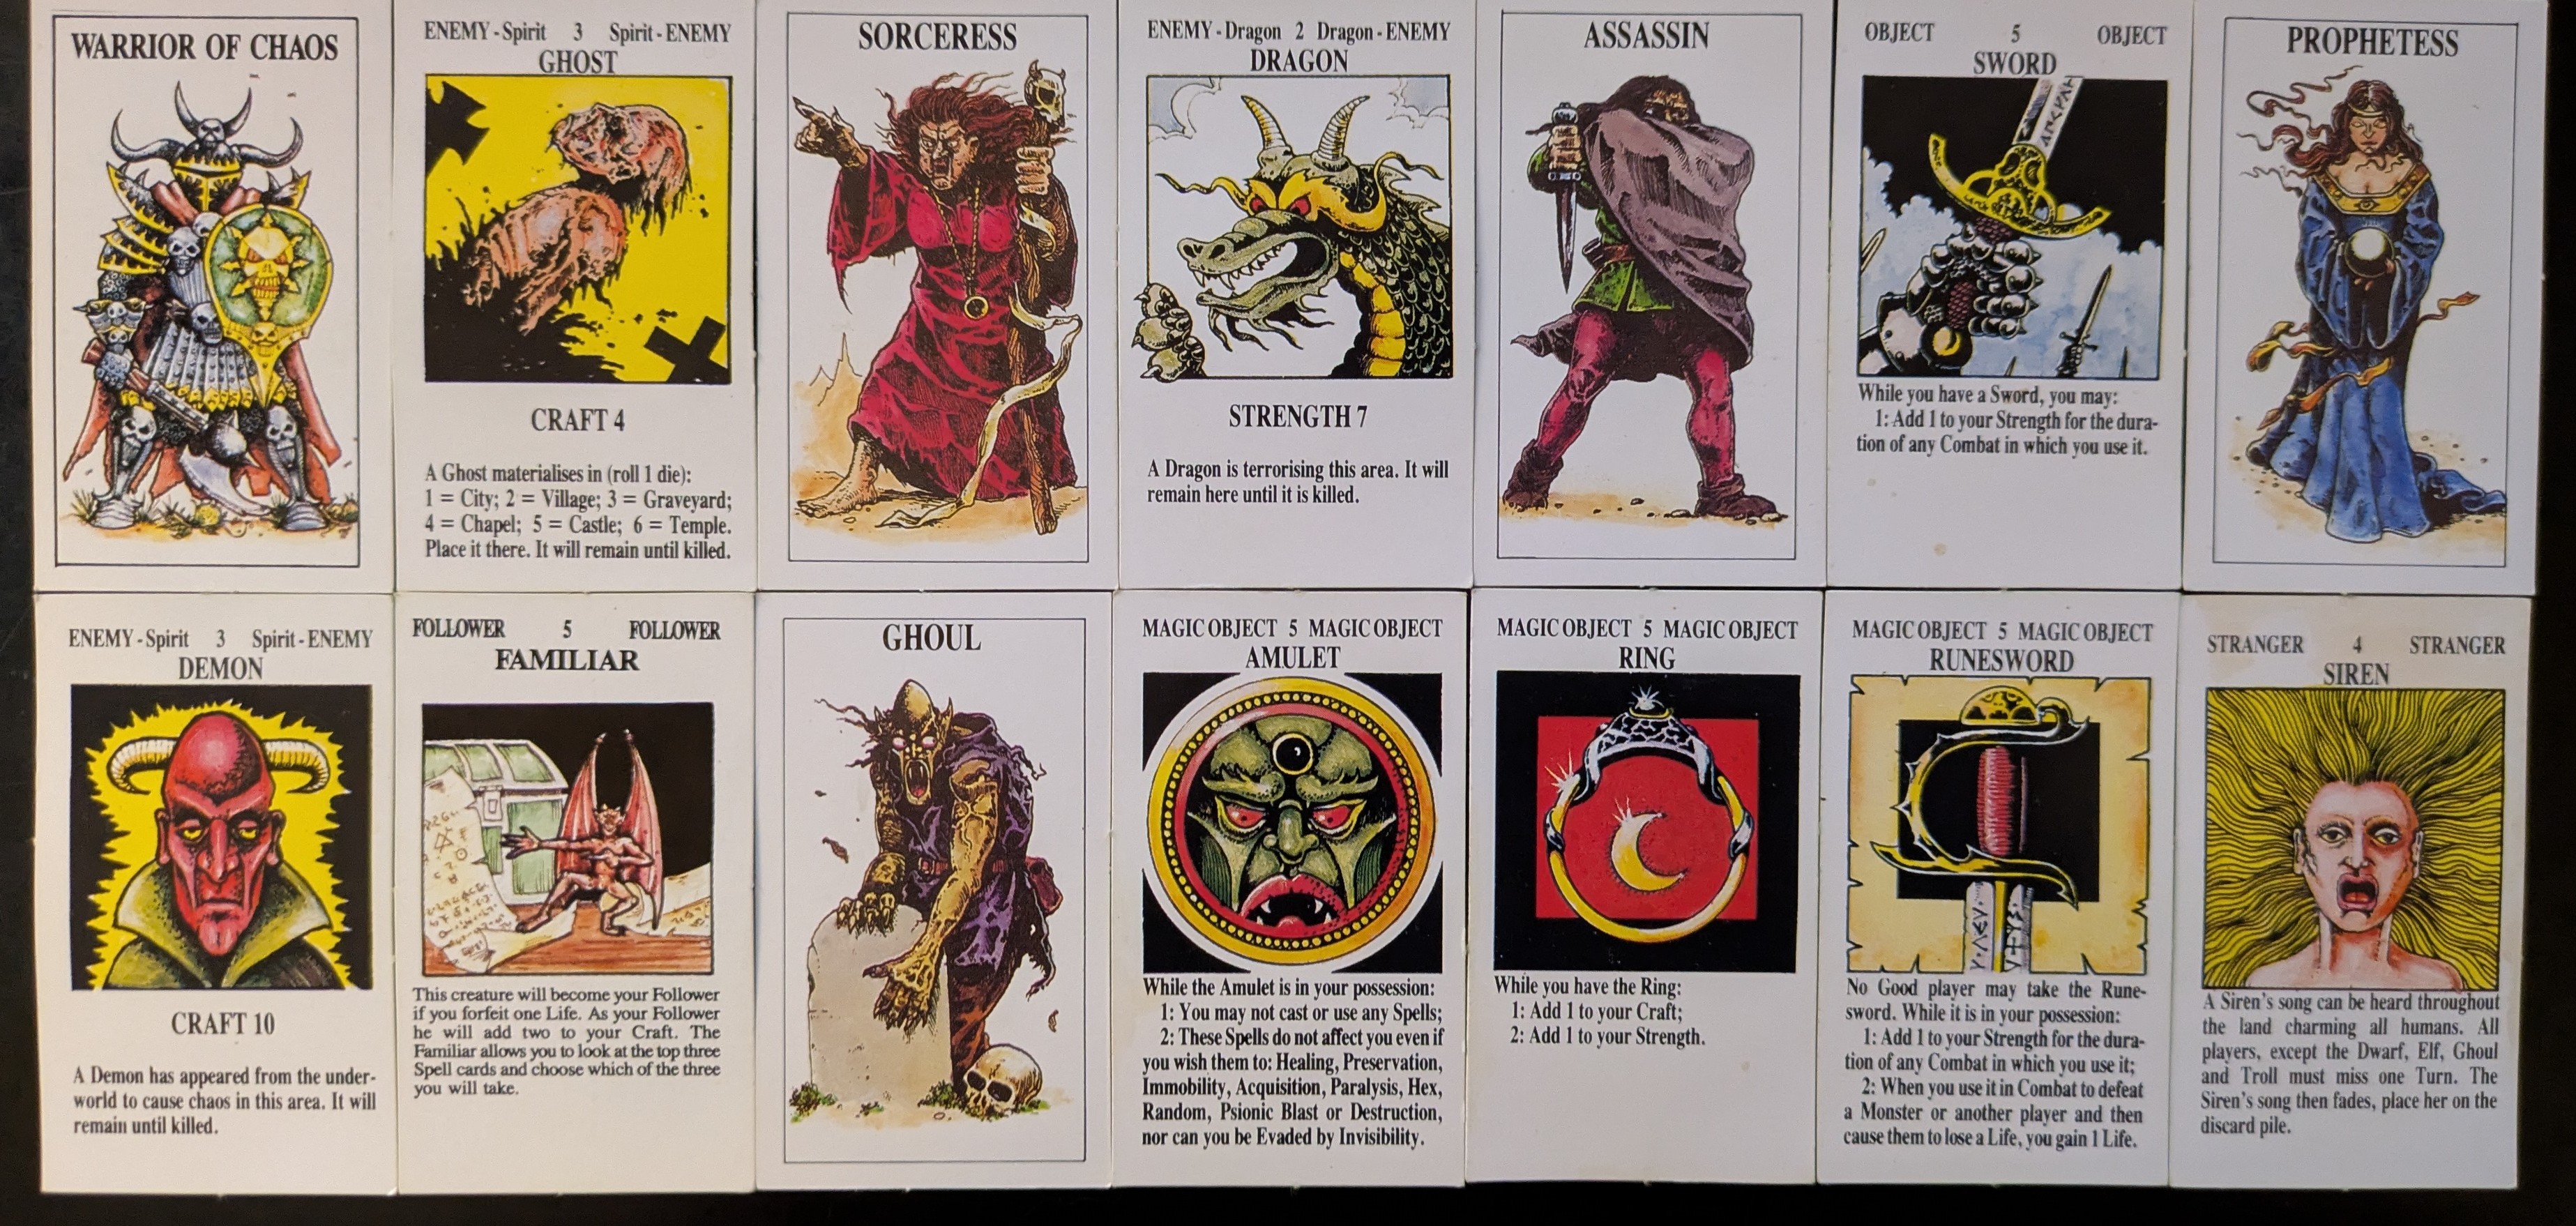 WARRIOR OF CHAOS
ENEMY - Spirit 3 Spirit - ENEMY
GHOST
CRAFT 4
A Ghost materialises in (roll 1 die):
1 = City; 2 = Village; 3 = Graveyard;
4 = Chapel; 5 = Castle; 6 = Temple.
Place it there. It will remain until killed.
SORCERESS
ENEMY - Dragon 2 Dragon - ENEMY
DRAGON
STRENGTH 7
A Dragon is terrorising this area. It will
remain here until it is killed.
ASSASSIN
OBJECT 5 OBJECT
SWORD
While you have a Sword, you may:
1: Add 1 to your Strength for the dura-
tion of any Combat in which you use it.
PROPHETESS
ENEMY - Spirit 3 Spirit - ENEMY
DEMON
CRAFT 10
A Demon has appeared from the under-
world to cause chaos in this area. It will
remain until killed.
FOLLOWER 5 FOLLOWER
FAMILIAR
This creature will become your Follower
if you forfeit one Life. As your Follower
he will add two to your Craft. The
Familiar allows you to look at the top three
Spell cards and choose which of the three
you will take.
GHOUL
MAGIC OBJECT 5 MAGIC OBJECT
AMULET
While the Amulet is in your possession:
1: You may not cast or use any Spells;
2: These Spells do not affect you even if
you wish them to: Healing, Preservation,
Immobility, Acquisition, Paralysis, Hex,
Random, Psionic Blast or Destruction,
nor can you be Evaded by Invisibility.
MAGIC OBJECT 5 MAGIC OBJECT
RING
While you have the Ring:
1: Add 1 to your Craft;
2: Add 1 to your Strength.
MAGIC OBJECT 5 MAGIC OBJECT
RUNESWORD
No Good player may take the Rune-
sword. While it is in your possession:
1: Add 1 to your Strength for the dura-
tion of any Combat in which you use it;
2: When you use it in Combat to defeat
a Monster or another player and then
cause them to lose a Life, you gain 1 Life.
STRANGER 4 STRANGER
SIREN
A Siren's song can be heard throughout
the land charming all humans. All
players, except the Dwarf, Elf, Ghoul
and Troll must miss one Turn. The
Siren's song then fades, place her on the
discard pile.